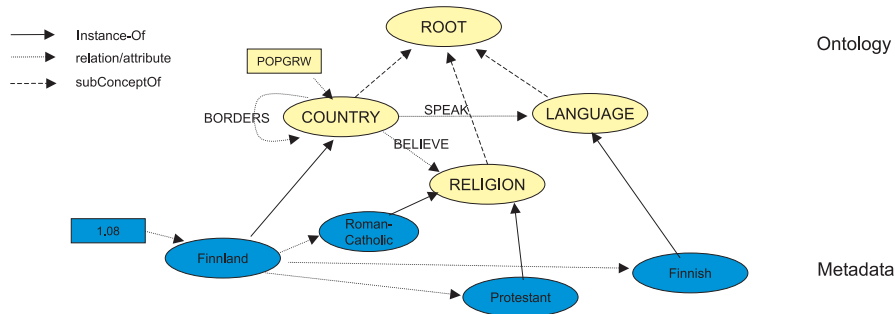 Instance-Of
relation/attribute
subConceptOf
ROOT
Ontology
POPGRW
BORDERS
COUNTRY
SPEAK
LANGUAGE
BELIEVE
RELIGION
1.08
Finnland
Roman-
Catholic
Protestant
Finnish
Metadata